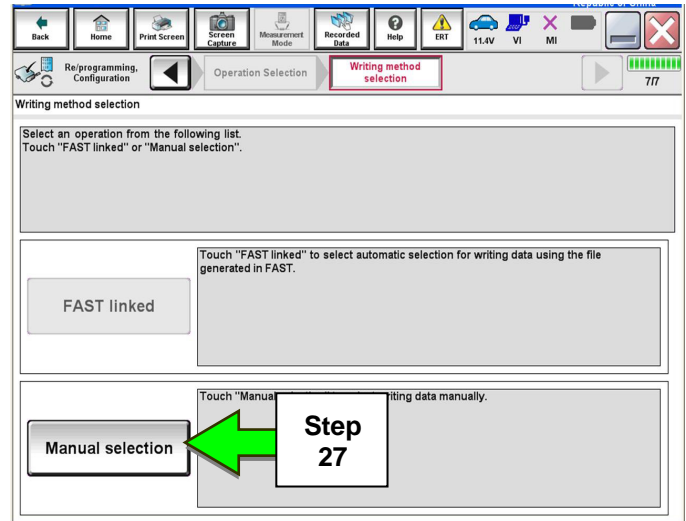 Republic of China
Back
Home
Print Screen
Screen
Capture
Measurement
Mode
Recorded
Data
Help
ERT
11.4V
VI
MI
Re/programming,
Configuration
Operation Selection
Writing method
selection
7/7
Writing method selection
Select an operation from the following list.
Touch "FAST linked" or "Manual selection".
FAST linked
Touch "FAST linked" to select automatic selection for writing data using the file
generated in FAST.
Manual selection
Touch "Manua
riting data manually.
Step
27